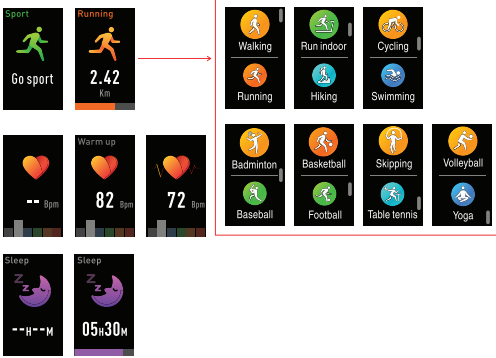 Sport
Go sport
Running
2.42
Km
Walking
Running
Run indoor
Hiking
Cycling
Swimming
Badminton
Baseball
Basketball
Football
Skipping
Table tennis
Volleyball
Yoga
-- Bpm
Warm up
82 Bpm
72 Bpm
Sleep
--H--M
Sleep
05H30M